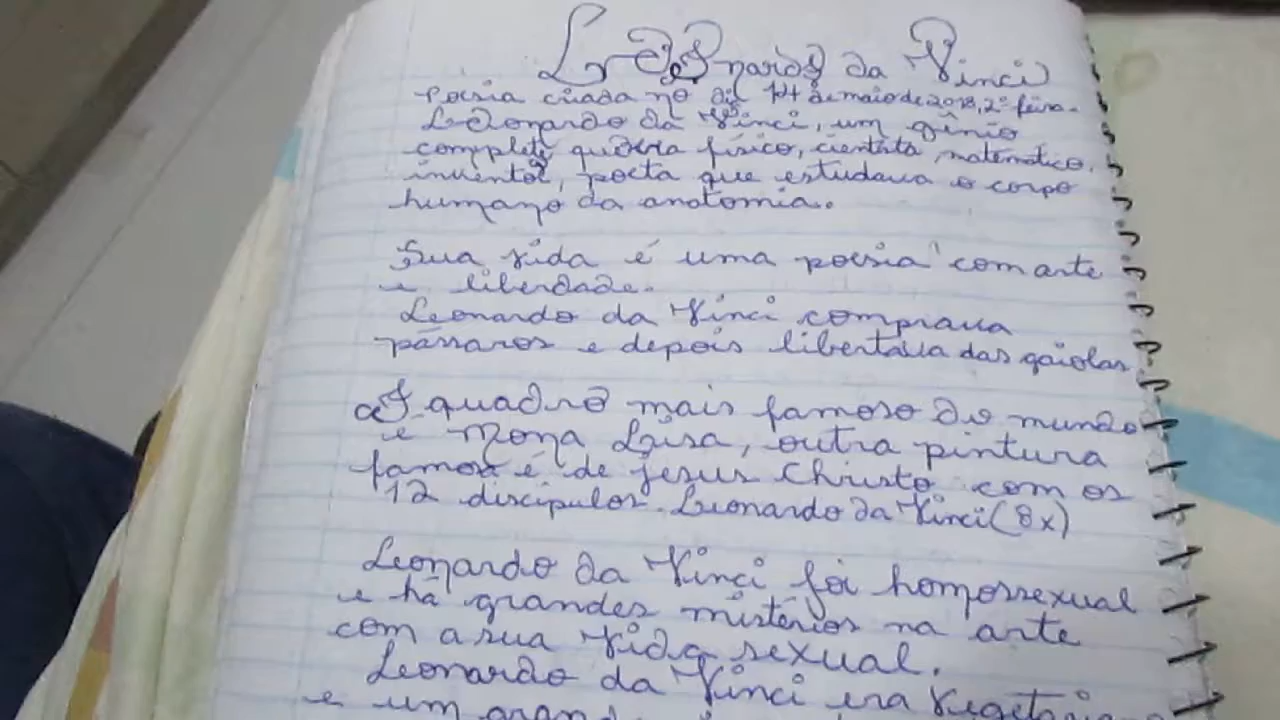 Leonardo da Vinci
Poesia criada no dia 14 de maio de 2018, 2ª feira.
Leonardo da Vinci, um gênio
completo físico, cientista, matemático,
inventor, poeta que estudava o corpo
humano da anatomia.
Sua vida é uma poesia com arte
e liberdade.
Leonardo da Vinci comprava
pássaros e depois libertava das gaiolas
O quadro mais famoso do mundo
é Mona Lisa, outra pintura
famosa é de Jesus Christo com os
12 discípulos. Leonardo da Vinci (8x)
Leonardo da Vinci foi homossexual
e há grandes mistérios na arte
com a sua vida sexual.
Leonardo da Vinci era
e um